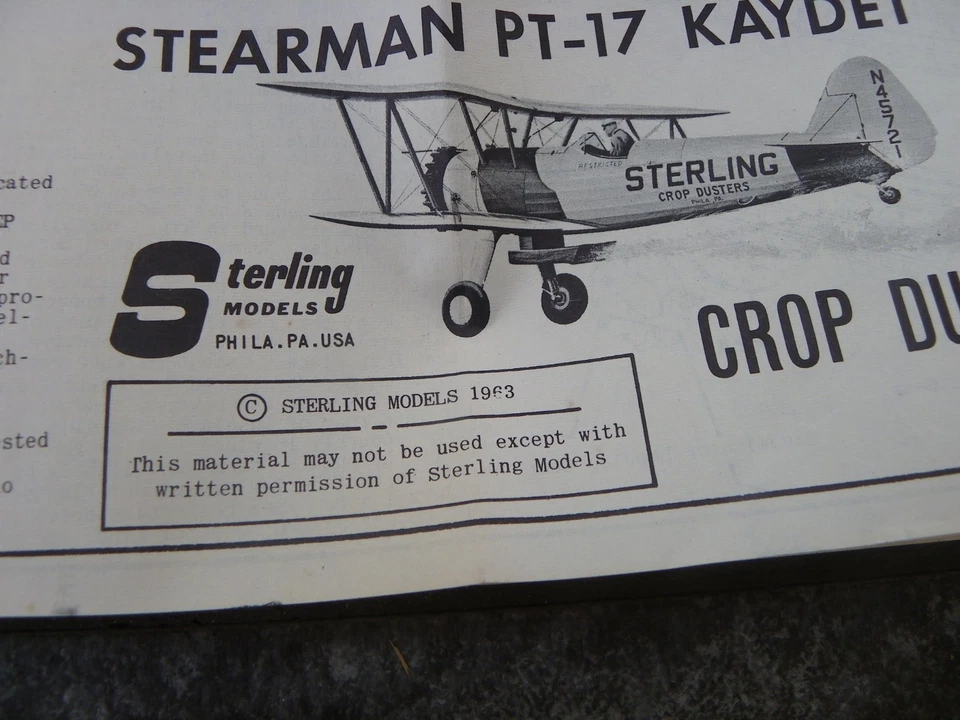 STEARMAN PT-17 KAYDET
N45721
RESTRICTED
STERLING
CROP DUSTERS
PHILA. PA.
cated
d
r
pro-
el-
ch-
sted
o
Sterling
MODELS
PHILA.PA.USA
CROP DU
© STERLING MODELS 1963
This material may not be used except with
written permission of Sterling Models